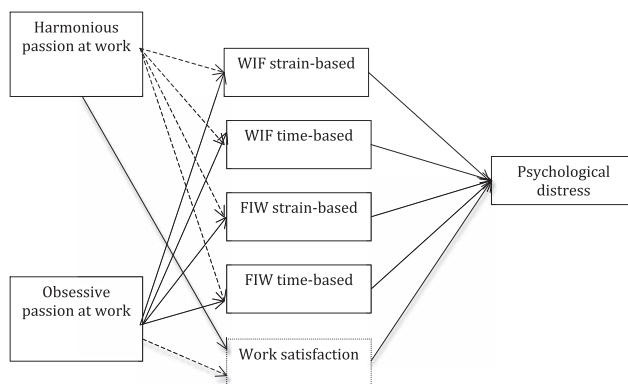 Harmonious
passion at work
WIF strain-based
WIF time-based
Psychological
distress
FIW strain-based
FIW time-based
Obsessive
passion at work
Work satisfaction